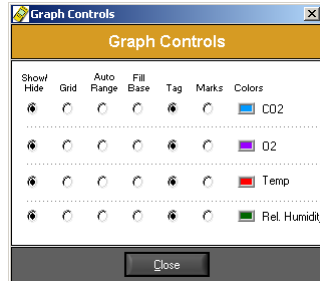 Graph Controls
Graph Controls
Show/ Hide Grid Auto Range Fill Base Tag Marks Colors
CO2
O2
Temp
Rel. Humidit
Close